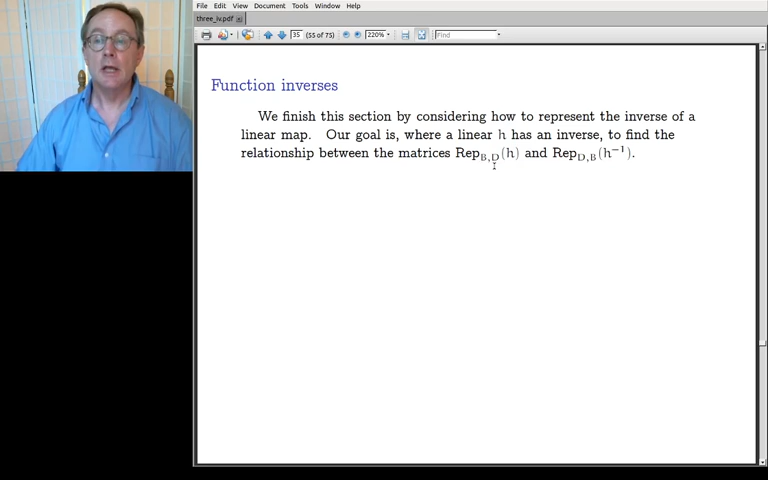 File Edit View Document Tools Window Help
three_iv.pdf
35 (55 of 75) 220% Find
Function inverses
We finish this section by considering how to represent the inverse of a
linear map. Our goal is, where a linear h has an inverse, to find the
relationship between the matrices Rep_{B,D}(h) and Rep_{D,B}(h⁻¹).